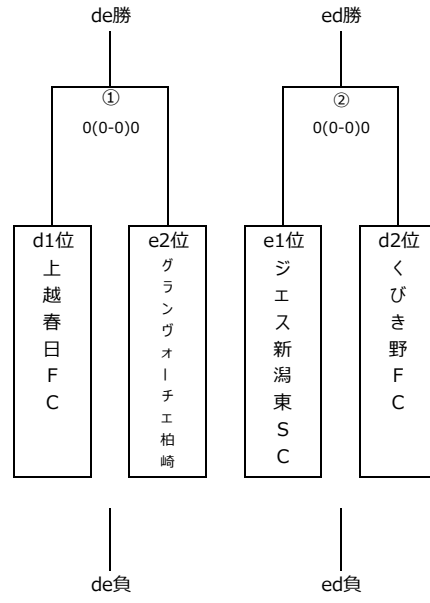 de勝
ed勝
①
②
0(0-0)0
0(0-0)0
d1位
上越春日FC
e2位
グランヴォーチェ柏崎
e1位
ジェス新潟東SC
d2位
くびき野FC
de負
ed負